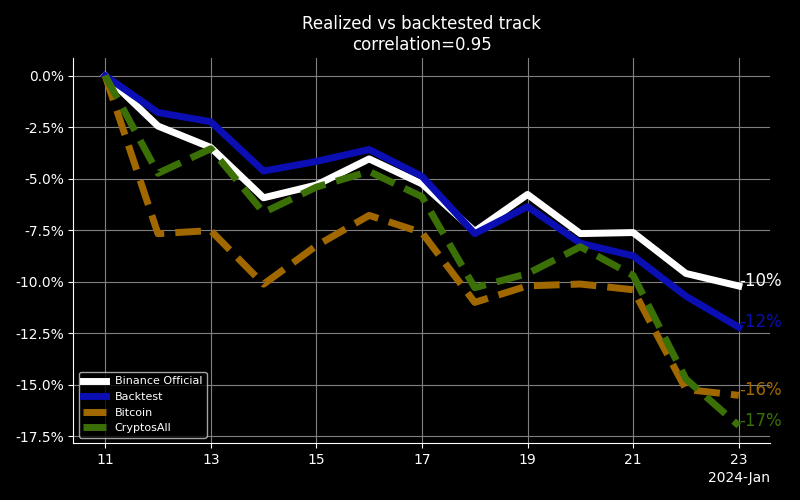 Realized vs backtested track
correlation=0.95
0.0%
-2.5%
-5.0%
-7.5%
-10.0%
-12.5%
-15.0%
-17.5%
-10%
-12%
-16%
-17%
Binance Official
Backtest
Bitcoin
CryptosAll
11 13 15 17 19 21 23
2024-Jan